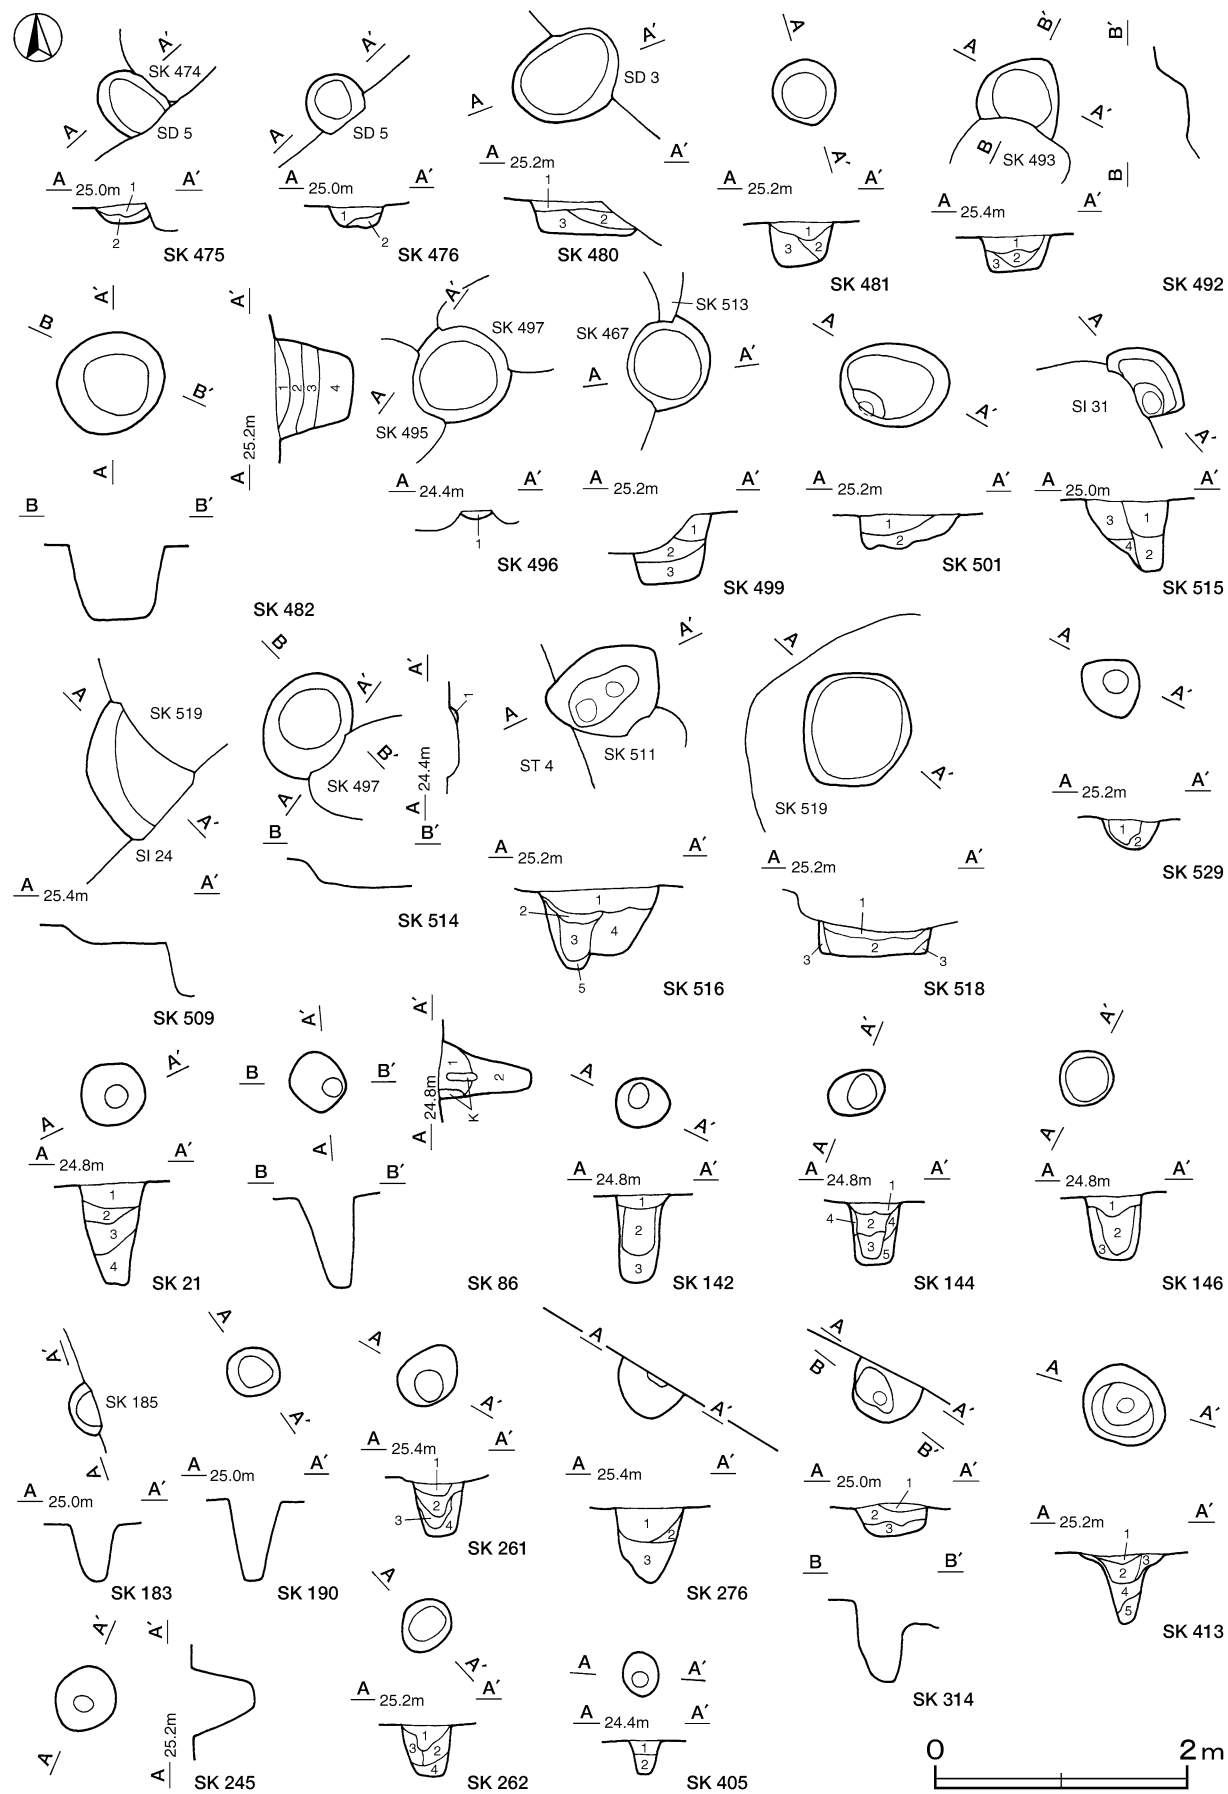 A A' SK 474 SD 5
A 25.0m A'
1 2
SK 475
A A' SD 5
A 25.0m A'
1 2
SK 476
A A' SD 3
A 25.2m A'
1 2 3
SK 480
A A'
A 25.2m A'
1 2 3
SK 481
A A' B B' SK 493
B' B
A 25.4m A'
1 2 3
SK 492
A' B B' A
A' A 25.2m
1 2 3 4
B B'
SK 482
A' SK 497 A SK 495
A 24.4m A'
1
SK 496
SK 513 SK 467 A A'
A 25.2m A'
1 2 3
SK 499
A A'
A 25.2m A'
1 2
SK 501
A SI 31 A'
A 25.0m A'
3 1 4 2
SK 515
A SK 519 A' SI 24
A 25.4m A'
SK 509
B A' B' SK 497 A
A' A 24.4m
1
B B'
SK 514
A' A ST 4 SK 511
A 25.2m A'
1 2 3 4 5
SK 516
A A' SK 519
A 25.2m A'
1 2 3 3
SK 518
A A'
A 25.2m A'
1 2
SK 529
A' A
A 24.8m A'
1 2 3 4
SK 21
A' B B' A
A' A 24.8m
1 2 K
B B'
SK 86
A A'
A 24.8m A'
1 2 3
SK 142
A' A
A 24.8m A'
1 4 2 4 3 5
SK 144
A' A
A 24.8m A'
1 2 3
SK 146
A' SK 185 A
A 25.0m A'
SK 183
A A'
A 25.0m A'
SK 190
A A'
A 25.4m A'
1 2 3 4
SK 261
A A'
A 25.4m A'
1 2 3
SK 276
A B A' B'
A 25.0m A'
1 2 3
B B'
SK 314
A A'
A 25.2m A'
1 2 3 4 5
SK 413
A' A
A' A 25.2m
SK 245
A A'
A 25.2m A'
1 3 2 4
SK 262
A A'
A 24.4m A'
1 2
SK 405
0 2m